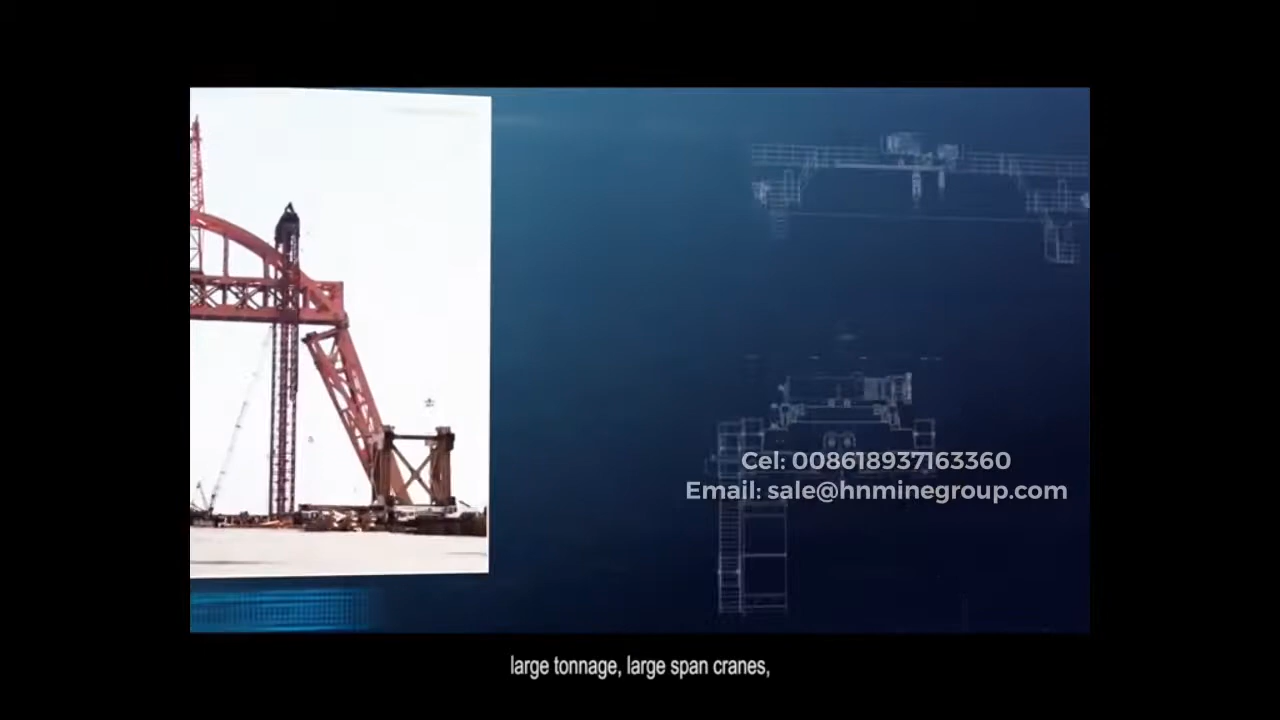 Cel: 008618937163360
Email: sale@hnminegroup.com
large tonnage, large span cranes,